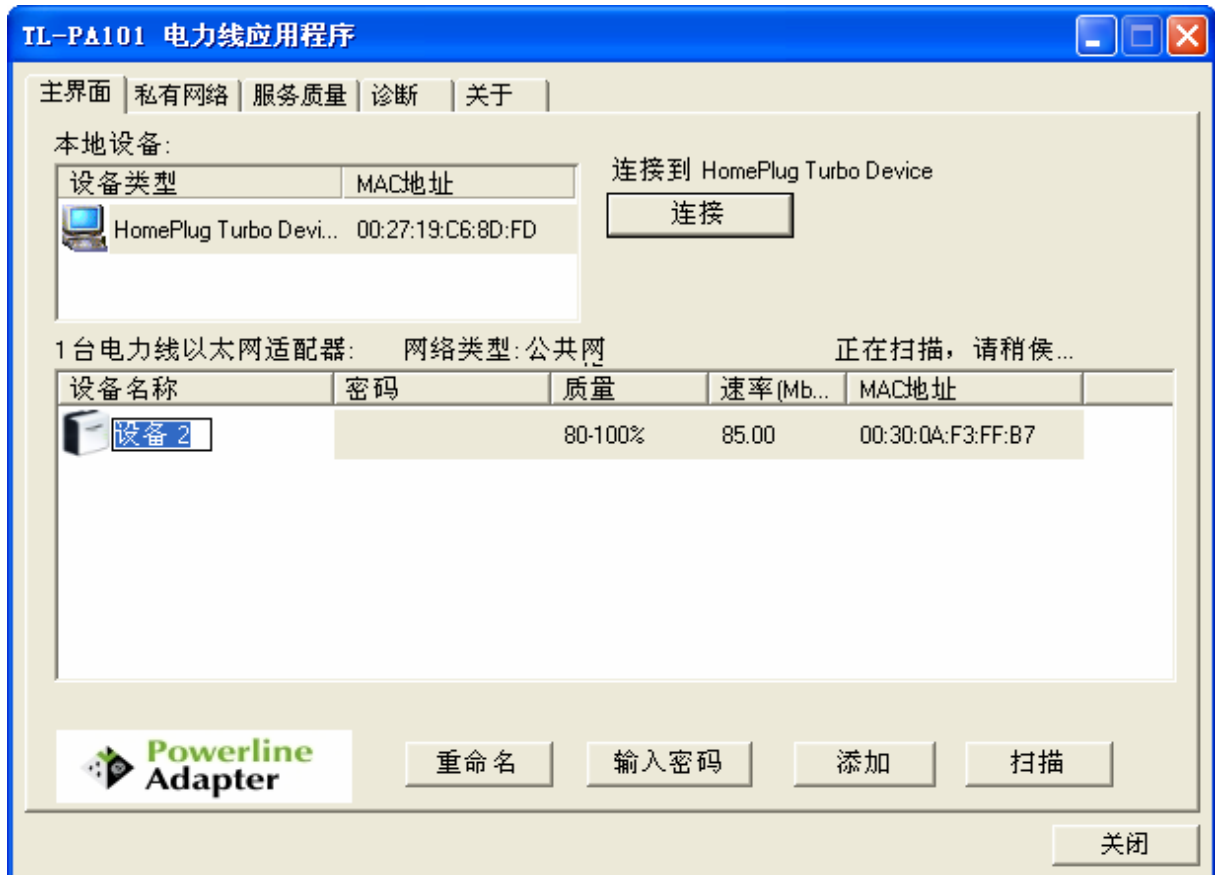 TL-PA101 电力线应用程序
主界面 私有网络 服务质量 诊断 关于
本地设备:
设备类型 MAC地址
HomePlug Turbo Devi... 00:27:19:C6:8D:FD
连接到 HomePlug Turbo Device
连接
1台电力线以太网适配器: 网络类型:公共网 正在扫描，请稍侯...
设备名称 密码 质量 速率(Mb... MAC地址
设备 2 80-100% 85.00 00:30:0A:F3:FF:B7
Powerline
Adapter
重命名 输入密码 添加 扫描
关闭